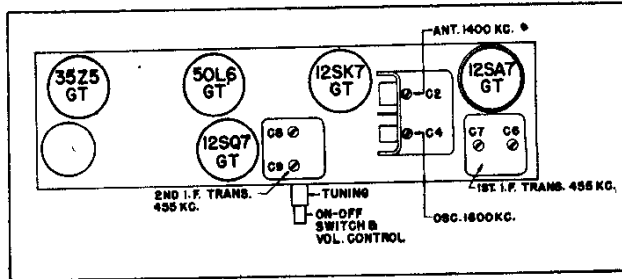 ANT. 1400 KC.
35Z5
GT
50L6
GT
12SK7
GT
12SA7
GT
C2
C4
C7 C6
12SQ7
GT
C8
C9
2ND I.F. TRANS.
455 KC.
TUNING
ON-OFF
SWITCH &
VOL. CONTROL
1ST. I.F. TRANS. 455 KC.
OSC. 1600 KC.